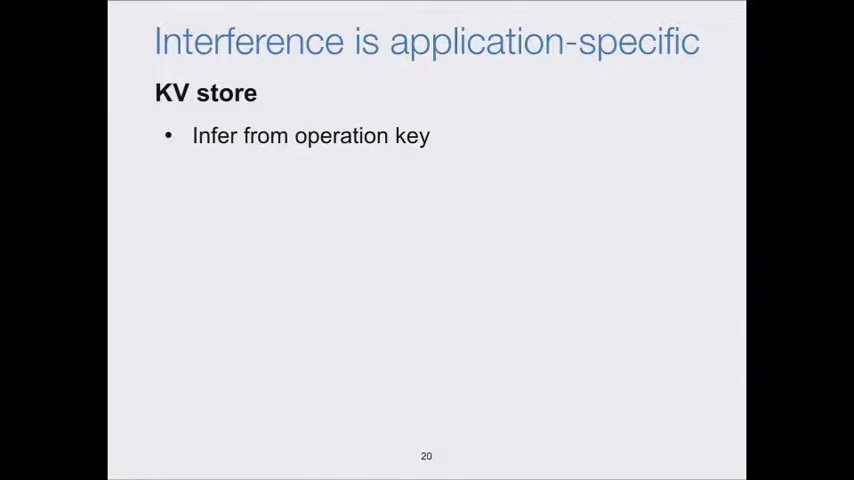 Interference is application-specific
KV store
• Infer from operation key
20